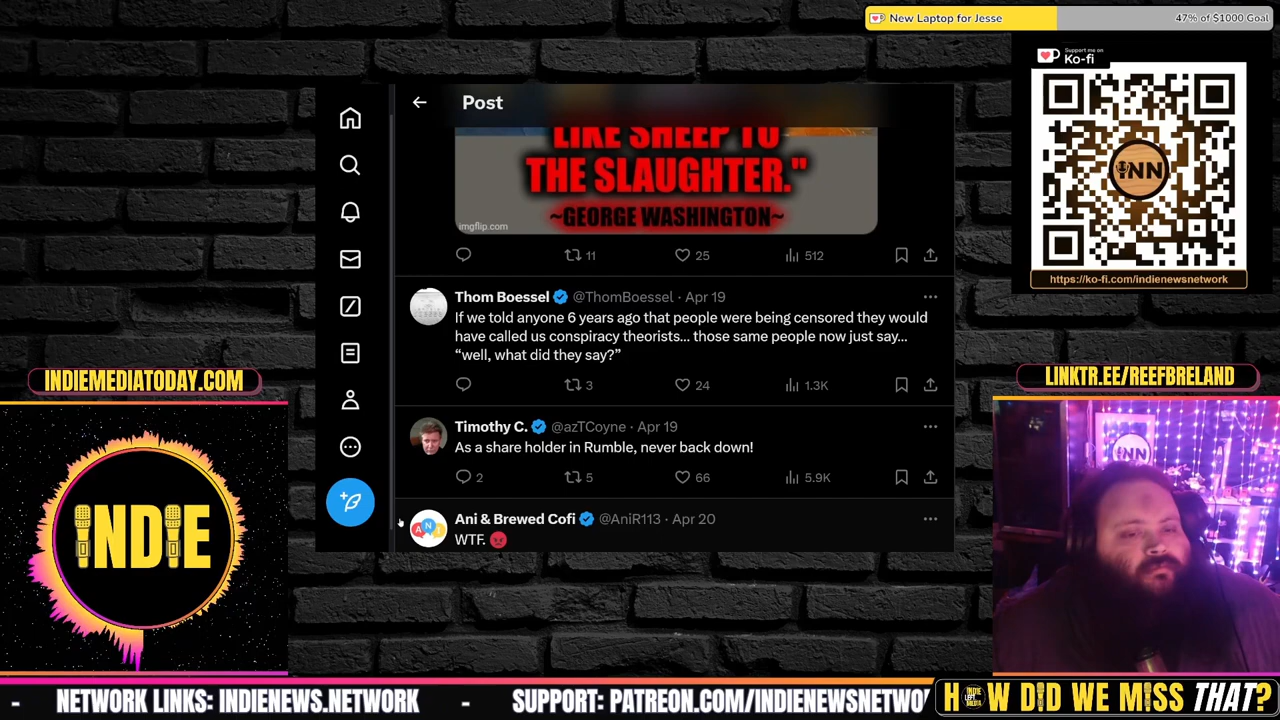 New Laptop for Jesse
47% of $1000 Goal
Support me on
Ko-fi
iNN
https://ko-fi.com/indienewsnetwork
Post
LIKE SHEEP TO
THE SLAUGHTER."
~GEORGE WASHINGTON~
imgflip.com
11
25
512
Thom Boessel @ThomBoessel · Apr 19
If we told anyone 6 years ago that people were being censored they would
have called us conspiracy theorists... those same people now just say...
“well, what did they say?”
3
24
1.3K
Timothy C. @azTCoyne · Apr 19
As a share holder in Rumble, never back down!
2
5
66
5.9K
Ani & Brewed Cofi @AniR113 · Apr 20
WTF. 😡
INDIEMEDIATODAY.COM
INDIE
LINKTR.EE/REEFBRELAND
INN
- NETWORK LINKS: INDIENEWS.NETWORK - SUPPORT: PATREON.COM/INDIENEWSNETWO
HOW DID WE MISS THAT?